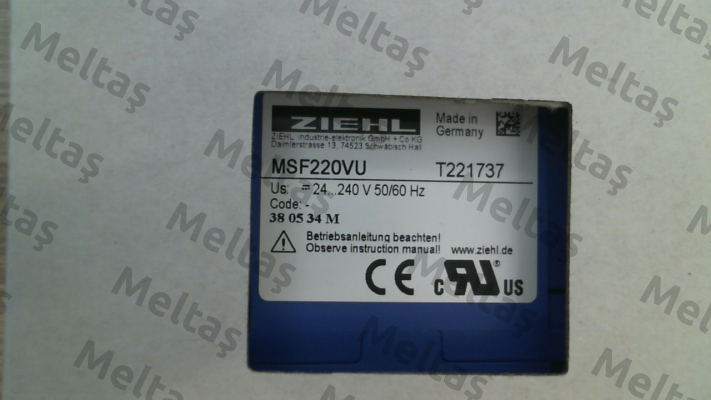 ZIEHL
Made in
Germany
ZIEHL industrie-elektronik GmbH + Co KG
Daimlerstrasse 13, 74523 Schwäbisch Hall
MSF220VU T221737
Us: ⎓ 24...240 V 50/60 Hz
Code: -
38 05 34 M
Betriebsanleitung beachten!
Observe instruction manual! www.ziehl.de
CE c UR ® US
Meltaş